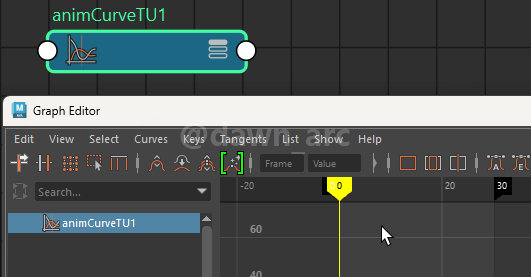 animCurveTU1
Graph Editor
Edit View Select Curves Keys Tangents List Show Help
@dawn_arc
Frame Value
Search...
-20 0 20 30
animCurveTU1
60
40